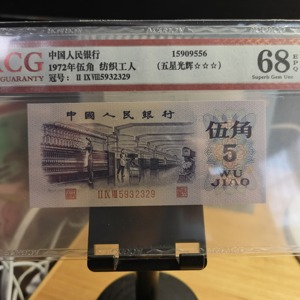 ACG
GUARANTY
中国人民银行
1972年伍角 纺织工人
冠号: II IX VIII5932329
15909556
(五星光辉☆☆☆)
68 EPQ
Superb Gem Unc
中国人民银行
伍角
5
WU
JIAO
II IX VIII 5932329